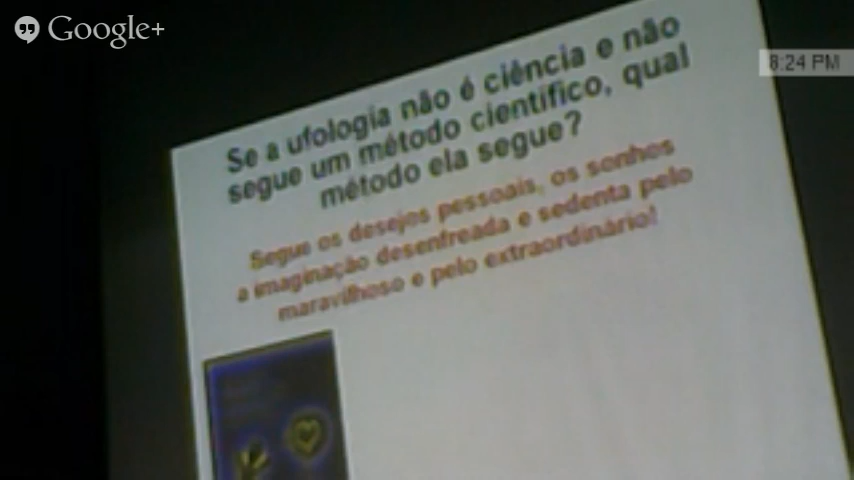 Google+
8:24 PM
Se a ufologia não é ciência e não
segue um método científico, qual
método ela segue?
Segue os desejos pessoais, os sonhos
a imaginação desenfreada e sedenta pelo
maravilhoso e pelo extraordinário!